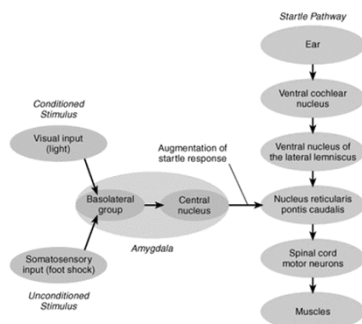 Startle Pathway
Ear
Ventral cochlear
nucleus
Conditioned
Stimulus
Visual input
(light)
Augmentation of
startle response
Ventral nucleus of
the lateral lemniscus
Basolateral
group
Central
nucleus
Nucleus reticularis
pontis caudalis
Amygdala
Somatosensory
input (foot shock)
Unconditioned
Stimulus
Spinal cord
motor neurons
Muscles